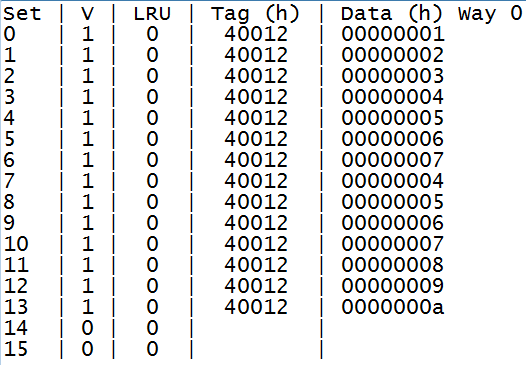 Set | V | LRU | Tag (h) | Data (h) Way 0
0 | 1 | 0 | 40012 | 00000001
1 | 1 | 0 | 40012 | 00000002
2 | 1 | 0 | 40012 | 00000003
3 | 1 | 0 | 40012 | 00000004
4 | 1 | 0 | 40012 | 00000005
5 | 1 | 0 | 40012 | 00000006
6 | 1 | 0 | 40012 | 00000007
7 | 1 | 0 | 40012 | 00000004
8 | 1 | 0 | 40012 | 00000005
9 | 1 | 0 | 40012 | 00000006
10 | 1 | 0 | 40012 | 00000007
11 | 1 | 0 | 40012 | 00000008
12 | 1 | 0 | 40012 | 00000009
13 | 1 | 0 | 40012 | 0000000a
14 | 0 | 0 | |
15 | 0 | 0 | |